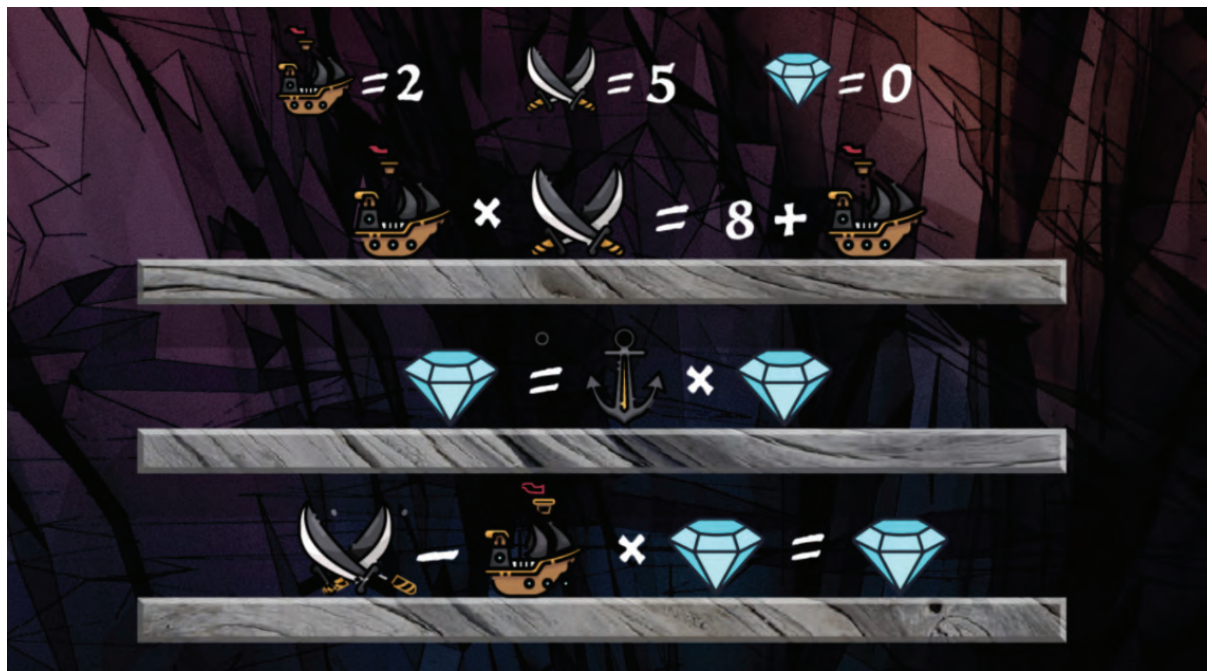 =2 =5 =0
× = 8 +
= ×
− × =